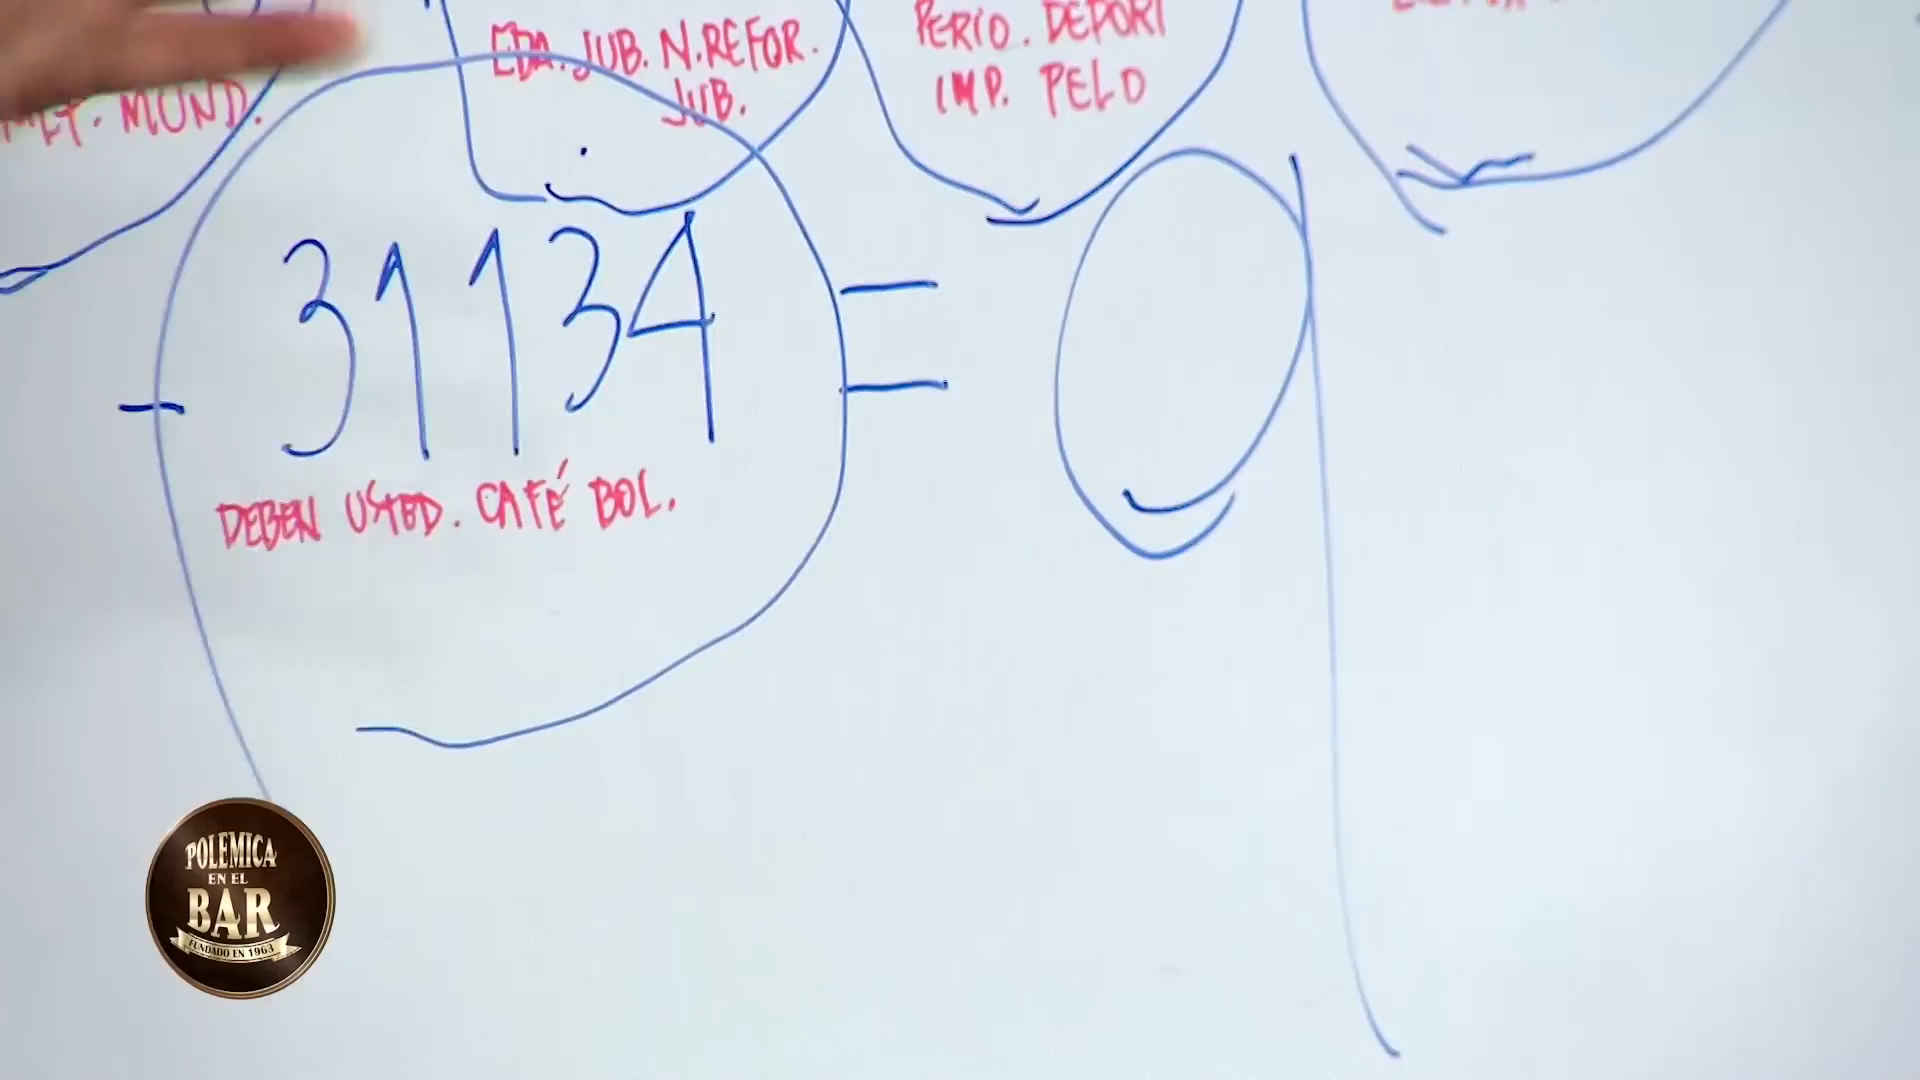 EDA. JUB. N. REFOR.
JUB.
PERIO. DEPORT
IMP. PELO
MUND.
31134
=
DEBEN USTED. CAFÉ BOL.
POLEMICA
EN EL
BAR
FUNDADO EN 1963